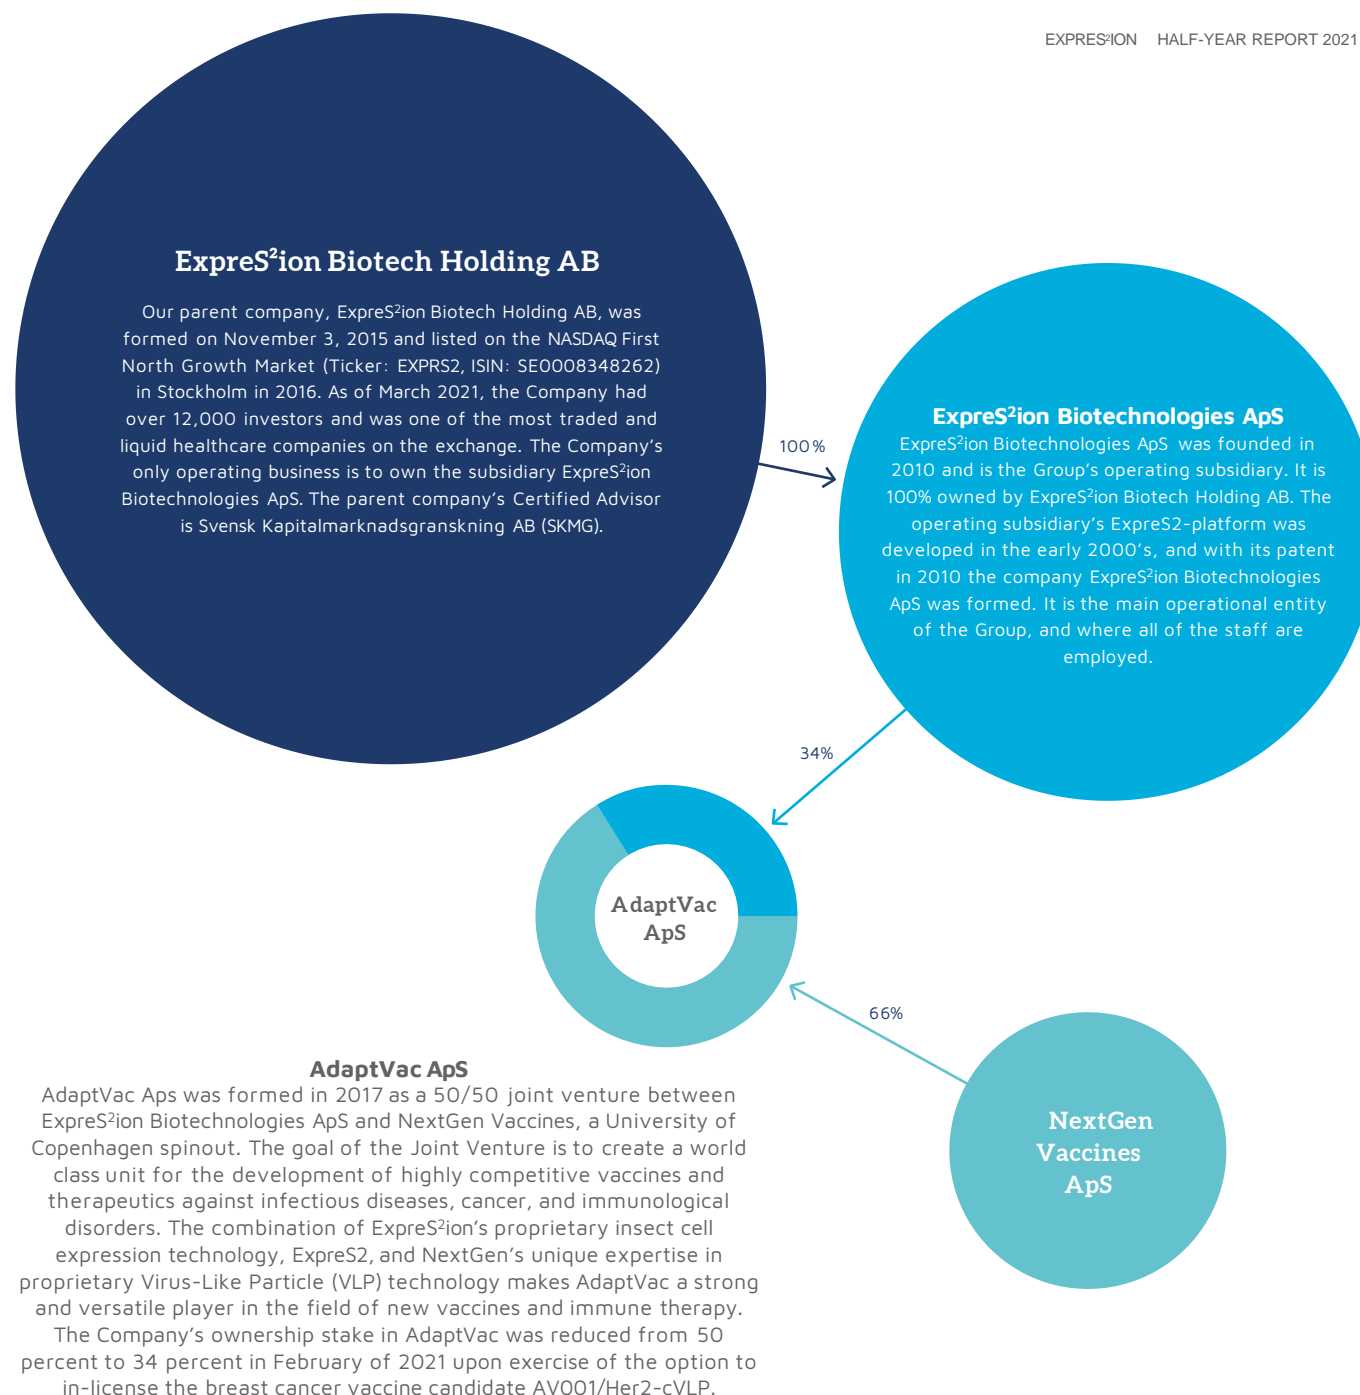 EXPRES²ION HALF-YEAR REPORT 2021
ExpreS²ion Biotech Holding AB
Our parent company, ExpreS²ion Biotech Holding AB, was
formed on November 3, 2015 and listed on the NASDAQ First
North Growth Market (Ticker: EXPRS2, ISIN: SE0008348262)
in Stockholm in 2016. As of March 2021, the Company had
over 12,000 investors and was one of the most traded and
liquid healthcare companies on the exchange. The Company’s
only operating business is to own the subsidiary ExpreS²ion
Biotechnologies ApS. The parent company’s Certified Advisor
is Svensk Kapitalmarknadsgranskning AB (SKMG).
100%
ExpreS²ion Biotechnologies ApS
ExpreS²ion Biotechnologies ApS was founded in
2010 and is the Group’s operating subsidiary. It is
100% owned by ExpreS²ion Biotech Holding AB. The
operating subsidiary’s ExpreS2-platform was
developed in the early 2000’s, and with its patent
in 2010 the company ExpreS²ion Biotechnologies
ApS was formed. It is the main operational entity
of the Group, and where all of the staff are
employed.
34%
AdaptVac
ApS
66%
NextGen
Vaccines
ApS
AdaptVac ApS
AdaptVac Aps was formed in 2017 as a 50/50 joint venture between
ExpreS²ion Biotechnologies ApS and NextGen Vaccines, a University of
Copenhagen spinout. The goal of the Joint Venture is to create a world
class unit for the development of highly competitive vaccines and
therapeutics against infectious diseases, cancer, and immunological
disorders. The combination of ExpreS²ion’s proprietary insect cell
expression technology, ExpreS2, and NextGen’s unique expertise in
proprietary Virus-Like Particle (VLP) technology makes AdaptVac a strong
and versatile player in the field of new vaccines and immune therapy.
The Company’s ownership stake in AdaptVac was reduced from 50
percent to 34 percent in February of 2021 upon exercise of the option to
in-license the breast cancer vaccine candidate AV001/Her2-cVLP.